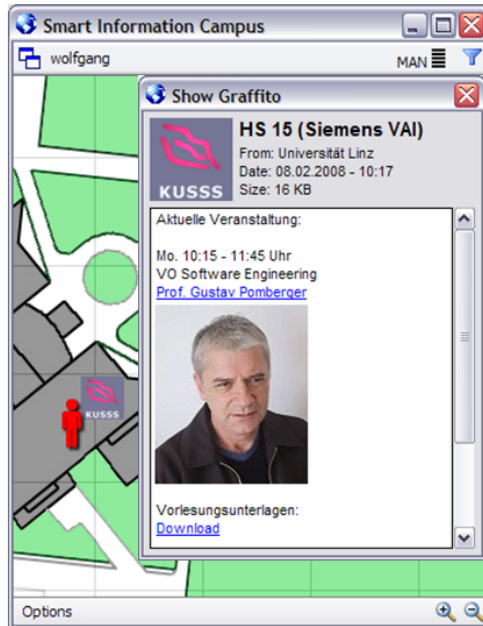 Smart Information Campus
wolfgang
MAN
Show Graffito
KUSSS
HS 15 (Siemens VAI)
From: Universität Linz
Date: 08.02.2008 - 10:17
Size: 16 KB
Aktuelle Veranstaltung:
Mo. 10:15 - 11:45 Uhr
VO Software Engineering
Prof. Gustav Pomberger
KUSSS
Vorlesungsunterlagen:
Download
Options